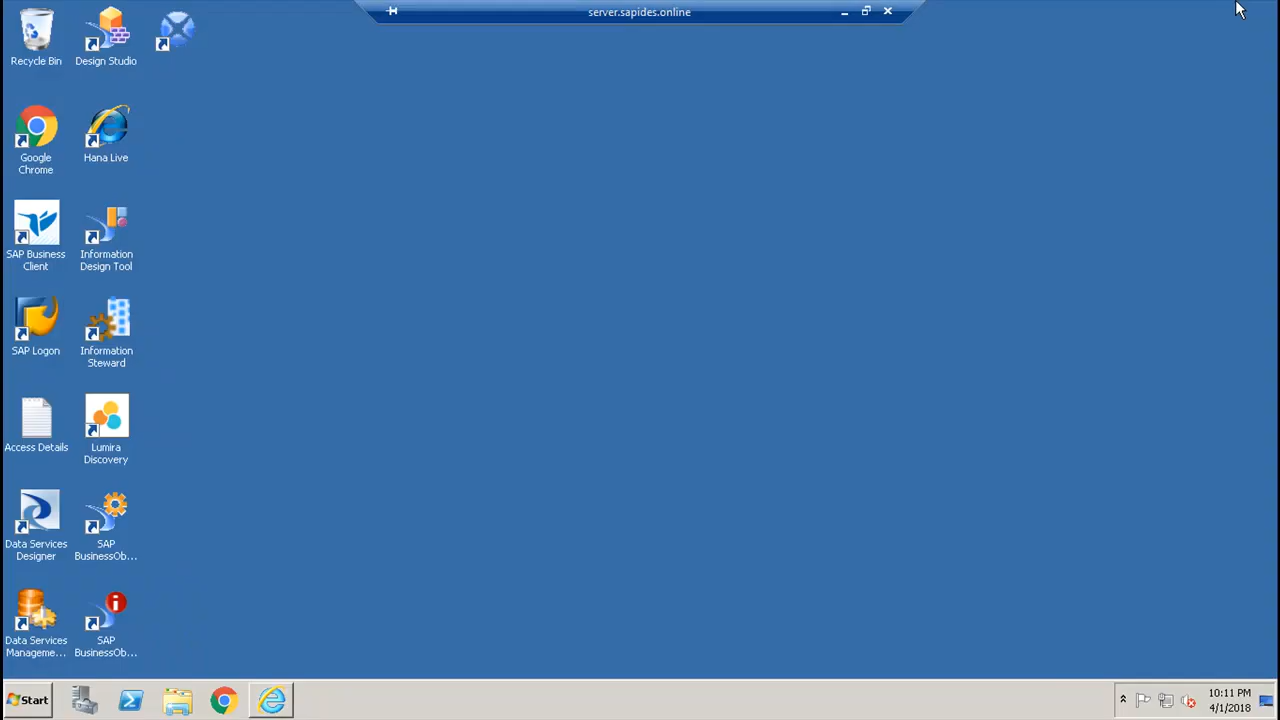 server.sapides.online
Recycle Bin
Design Studio
Google
Chrome
Hana Live
SAP Business
Client
Information
Design Tool
SAP Logon
Information
Steward
Access Details
Lumira
Discovery
Data Services
Designer
SAP
BusinessOb...
Data Services
Manageme...
SAP
BusinessOb...
Start
10:11 PM
4/1/2018